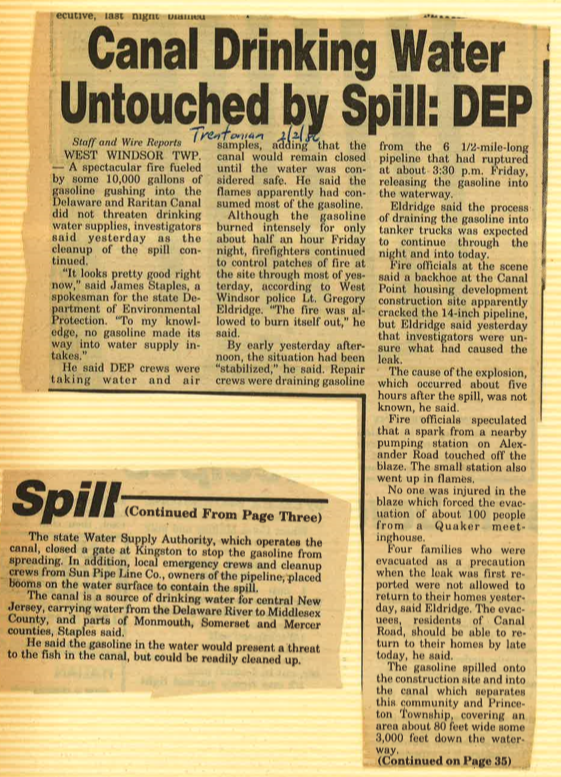 ecutive, last night blamed
Canal Drinking Water
Untouched by Spill: DEP
Trentonian 2/2/86
Staff and Wire Reports
WEST WINDSOR TWP.
— A spectacular fire fueled
by some 10,000 gallons of
gasoline gushing into the
Delaware and Raritan Canal
did not threaten drinking
water supplies, investigators
said yesterday as the
cleanup of the spill con-
tinued.
"It looks pretty good right
now," said James Staples, a
spokesman for the state De-
partment of Environmental
Protection. "To my knowl-
edge, no gasoline made its
way into water supply in-
takes."
He said DEP crews were
taking water and air
samples, adding that the
canal would remain closed
until the water was con-
sidered safe. He said the
flames apparently had con-
sumed most of the gasoline.
Although the gasoline
burned intensely for only
about half an hour Friday
night, firefighters continued
to control patches of fire at
the site through most of yes-
terday, according to West
Windsor police Lt. Gregory
Eldridge. "The fire was al-
lowed to burn itself out," he
said.
By early yesterday after-
noon, the situation had been
"stabilized," he said. Repair
crews were draining gasoline
from the 6 1/2-mile-long
pipeline that had ruptured
at about 3:30 p.m. Friday,
releasing the gasoline into
the waterway.
Eldridge said the process
of draining the gasoline into
tanker trucks was expected
to continue through the
night and into today.
Fire officials at the scene
said a backhoe at the Canal
Point housing development
construction site apparently
cracked the 14-inch pipeline,
but Eldridge said yesterday
that investigators were un-
sure what had caused the
leak.
The cause of the explosion,
which occurred about five
hours after the spill, was not
known, he said.
Fire officials speculated
that a spark from a nearby
pumping station on Alex-
ander Road touched off the
blaze. The small station also
went up in flames.
No one was injured in the
blaze which forced the evac-
uation of about 100 people
from a Quaker meet-
inghouse.
Four families who were
evacuated as a precaution
when the leak was first re-
ported were not allowed to
return to their homes yester-
day, said Eldridge. The evac-
uees, residents of Canal
Road, should be able to re-
turn to their homes by late
today, he said.
The gasoline spilled onto
the construction site and into
the canal which separates
this community and Prince-
ton Township, covering an
area about 80 feet wide some
3,000 feet down the water-
way.
(Continued on Page 35)
Spill
(Continued From Page Three)
The state Water Supply Authority, which operates the
canal, closed a gate at Kingston to stop the gasoline from
spreading. In addition, local emergency crews and cleanup
crews from Sun Pipe Line Co., owners of the pipeline, placed
booms on the water surface to contain the spill.
The canal is a source of drinking water for central New
Jersey, carrying water from the Delaware River to Middlesex
County, and parts of Monmouth, Somerset and Mercer
counties, Staples said.
He said the gasoline in the water would present a threat
to the fish in the canal, but could be readily cleaned up.